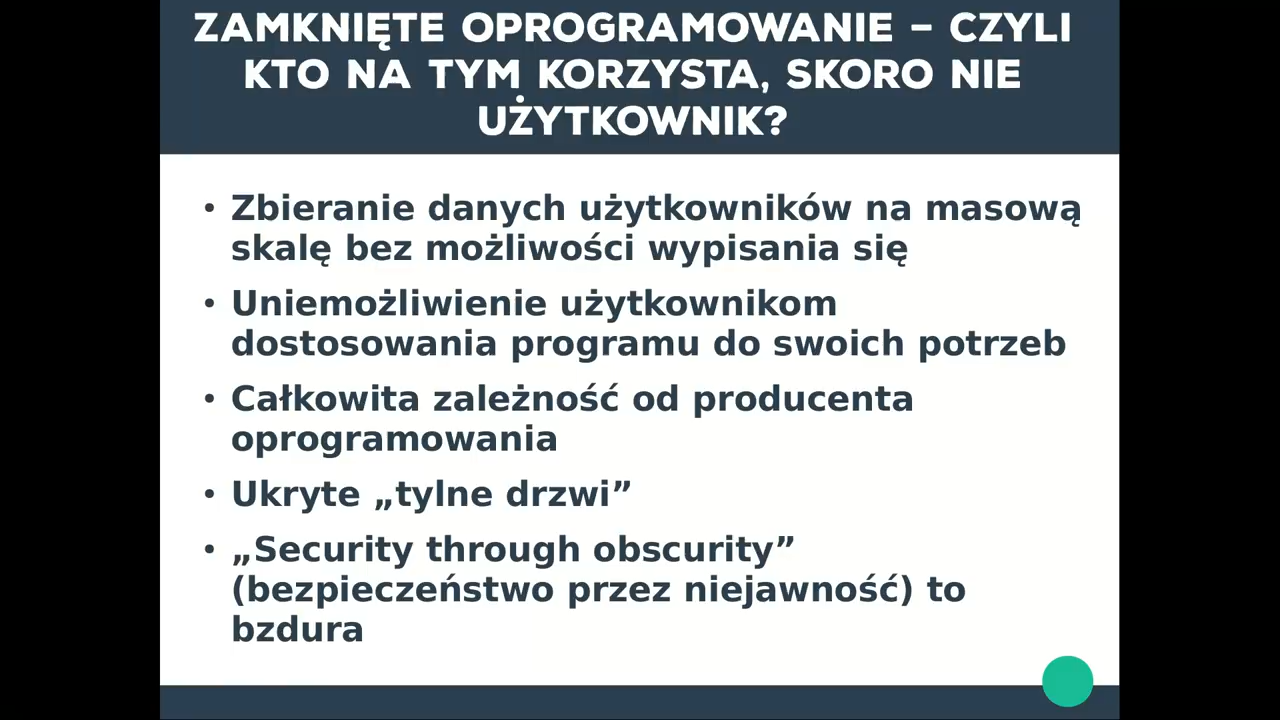 ZAMKNIĘTE OPROGRAMOWANIE – CZYLI
KTO NA TYM KORZYSTA, SKORO NIE
UŻYTKOWNIK?
• Zbieranie danych użytkowników na masową
skalę bez możliwości wypisania się
• Uniemożliwienie użytkownikom
dostosowania programu do swoich potrzeb
• Całkowita zależność od producenta
oprogramowania
• Ukryte „tylne drzwi”
• „Security through obscurity”
(bezpieczeństwo przez niejawność) to
bzdura